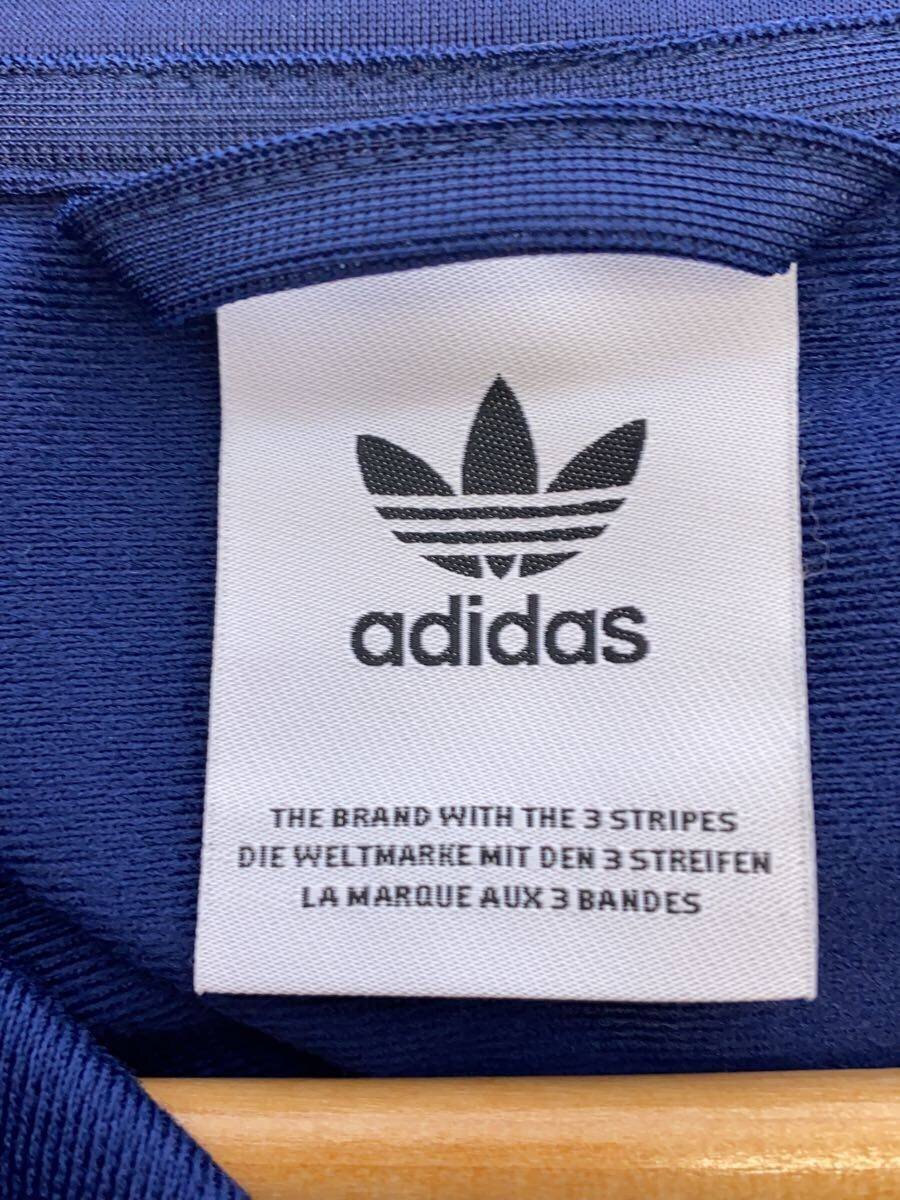 adidas
THE BRAND WITH THE 3 STRIPES
DIE WELTMARKE MIT DEN 3 STREIFEN
LA MARQUE AUX 3 BANDES